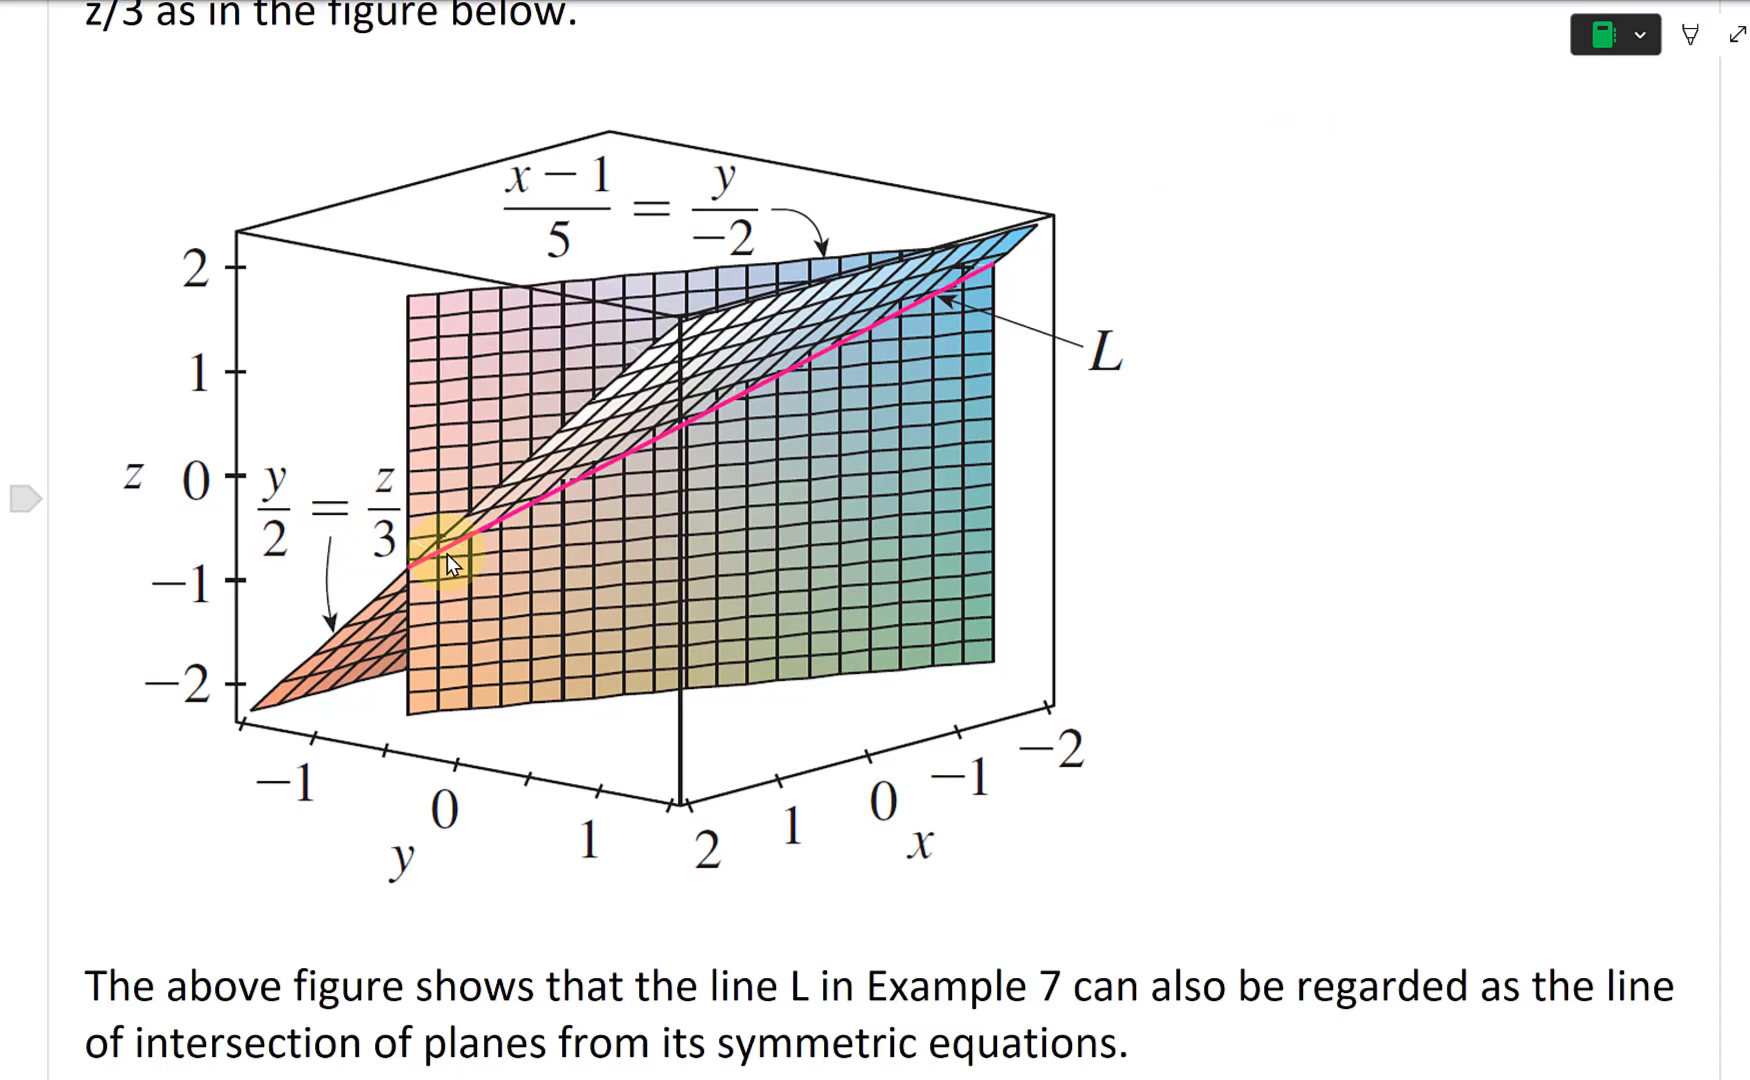 z/3 as in the figure below.
x − 1 / 5 = y / −2
2
1
z 0
−1
−2
y / 2 = z / 3
L
−1 0 1 2 1 0 −1 −2
y x
The above figure shows that the line L in Example 7 can also be regarded as the line
of intersection of planes from its symmetric equations.